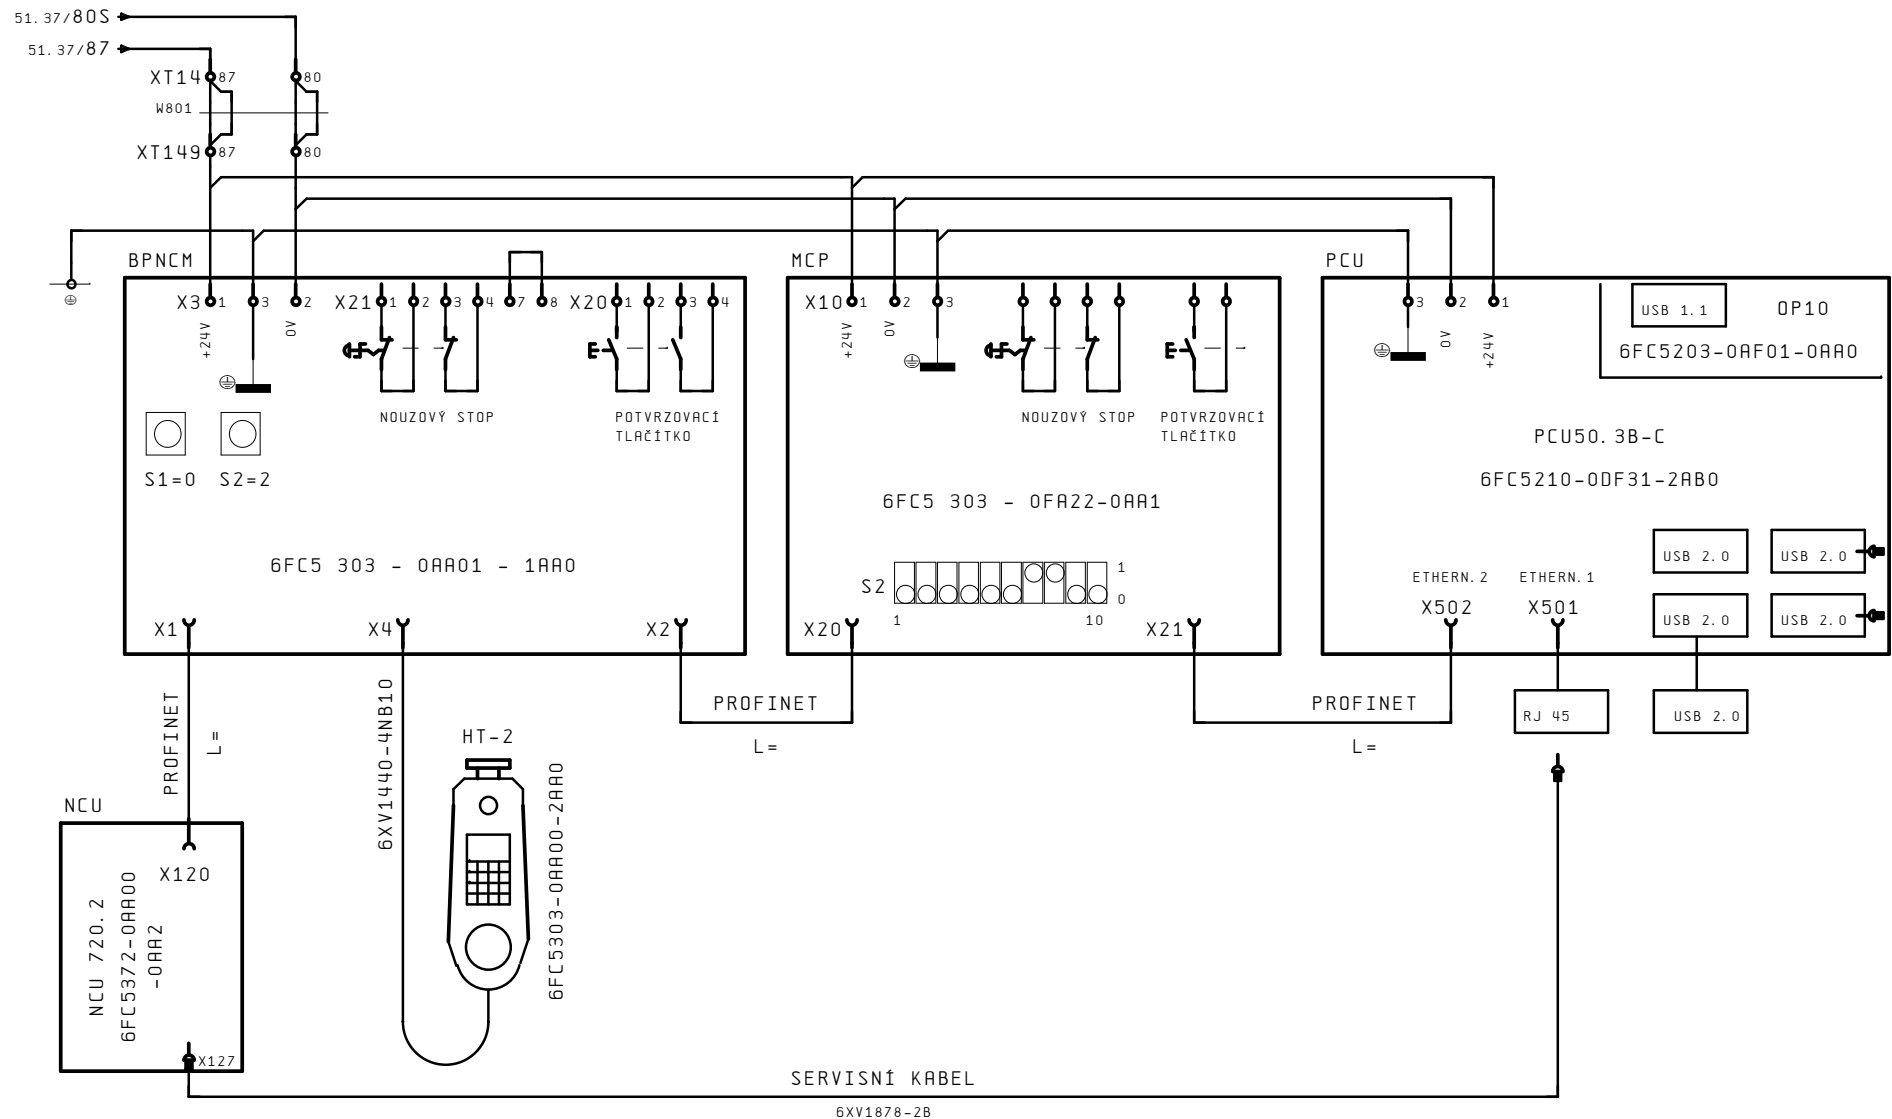 51.37/80S
51.37/87
XT14 87 80
W801
XT149 87 80
BPNCM
X3 1 3 2
+24V
0V
X21 1 2 3 4 7 8
X20 1 2 3 4
NOUZOVÝ STOP
POTVRZOVACÍ
TLAČÍTKO
S1=0 S2=2
6FC5 303 - 0AA01 - 1AA0
X1 X4 X2
MCP
X10 1 2 3
+24V
0V
NOUZOVÝ STOP
POTVRZOVACÍ
TLAČÍTKO
6FC5 303 - 0FA22-0AA1
S2
1
0
1 10
X20 X21
PCU
3 2 1
0V
+24V
USB 1.1
OP10
6FC5203-0AF01-0AA0
PCU50.3B-C
6FC5210-0DF31-2AB0
USB 2.0 USB 2.0
ETHERN.2 ETHERN.1
X502 X501
USB 2.0 USB 2.0
RJ 45
USB 2.0
PROFINET
L=
PROFINET
L=
PROFINET
L=
6XV1440-4NB10
HT-2
6FC5303-0AA00-2AA0
NCU
X120
NCU 720.2
6FC5372-0AA00
-0AA2
X127
SERVISNÍ KABEL
6XV1878-2B